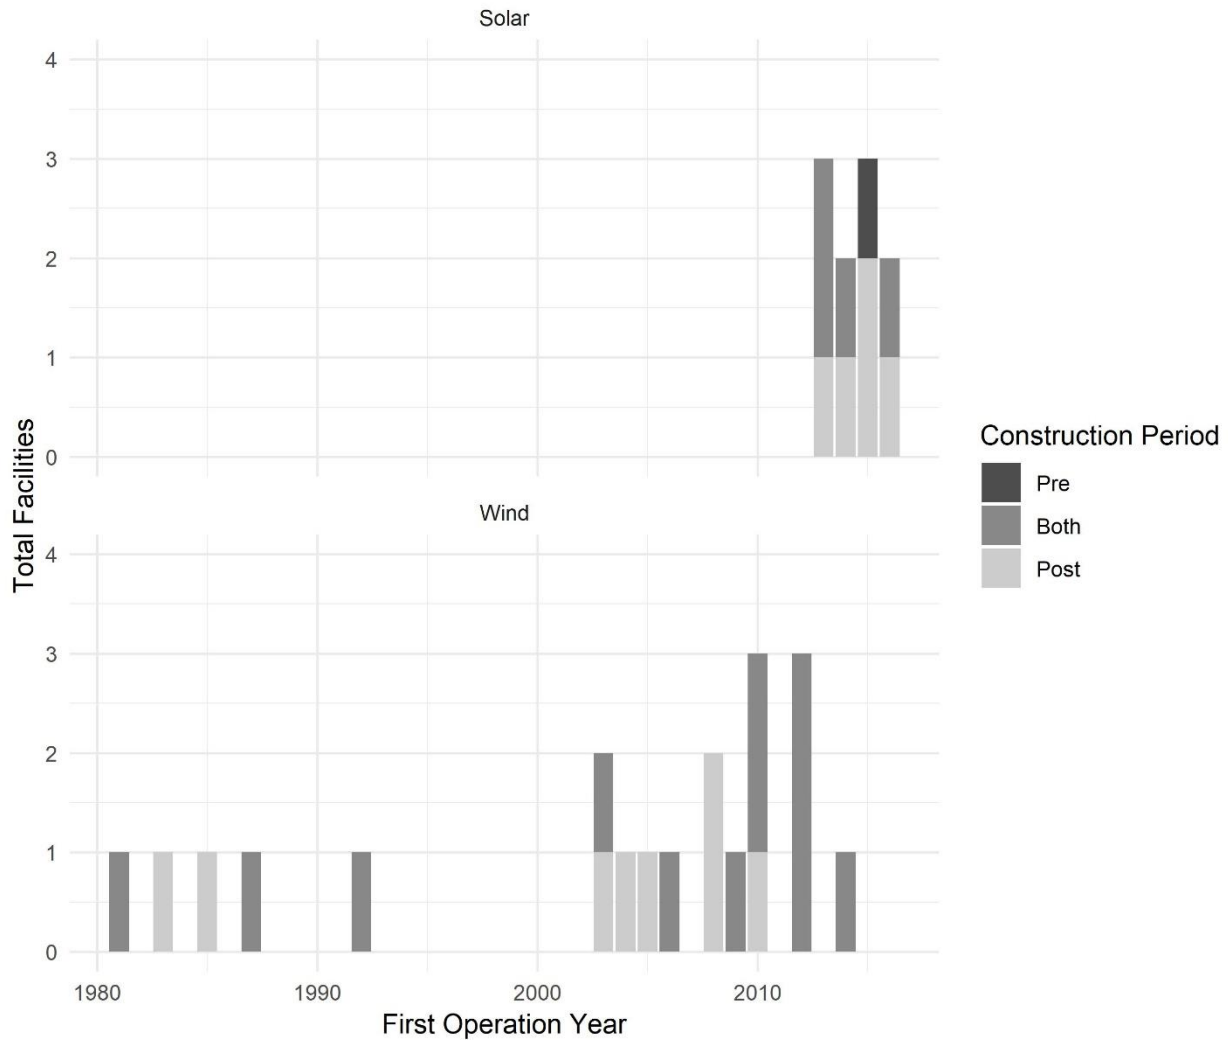 Solar
4
3
2
1
0
Wind
4
3
2
1
0
1980 1990 2000 2010
First Operation Year
Total Facilities
Construction Period
Pre
Both
Post